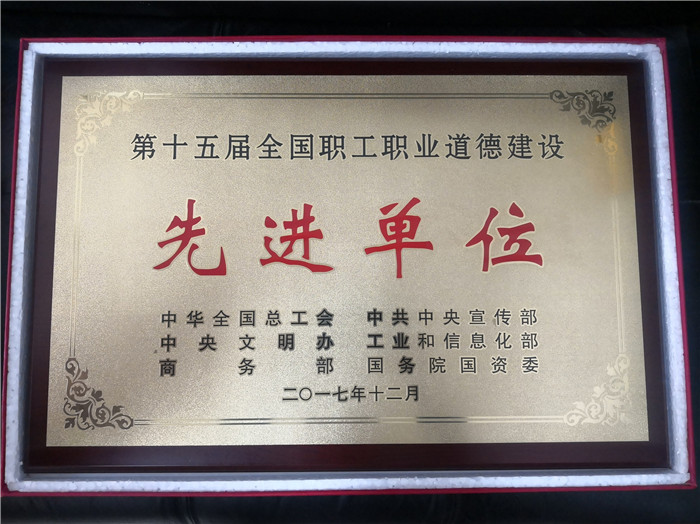 第十五届全国职工职业道德建设
先进单位
中华全国总工会 中共中央宣传部
中央文明办 工业和信息化部
商务部 国务院国资委
二〇一七年十二月